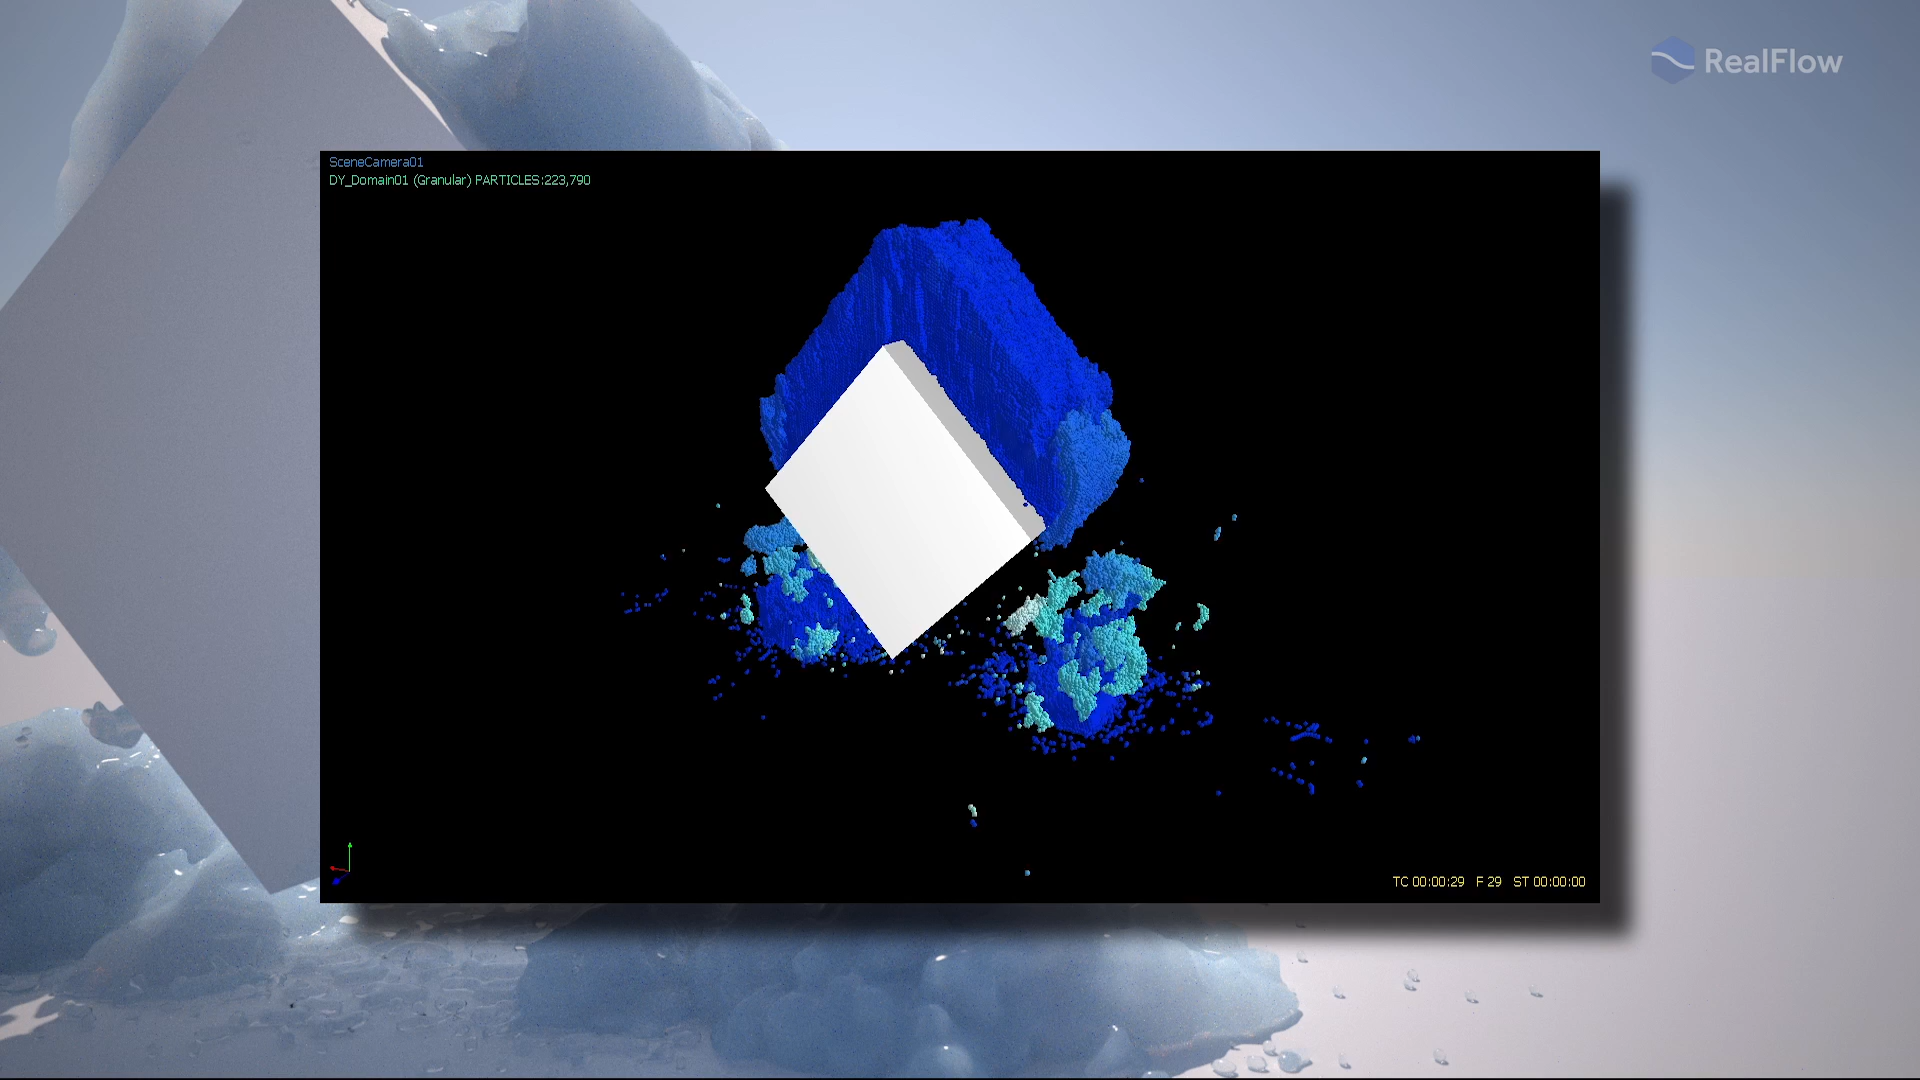 RealFlow
SceneCamera01
DY_Domain01 (Granular) PARTICLES:223,790
TC 00:00:29 F 29 ST 00:00:00